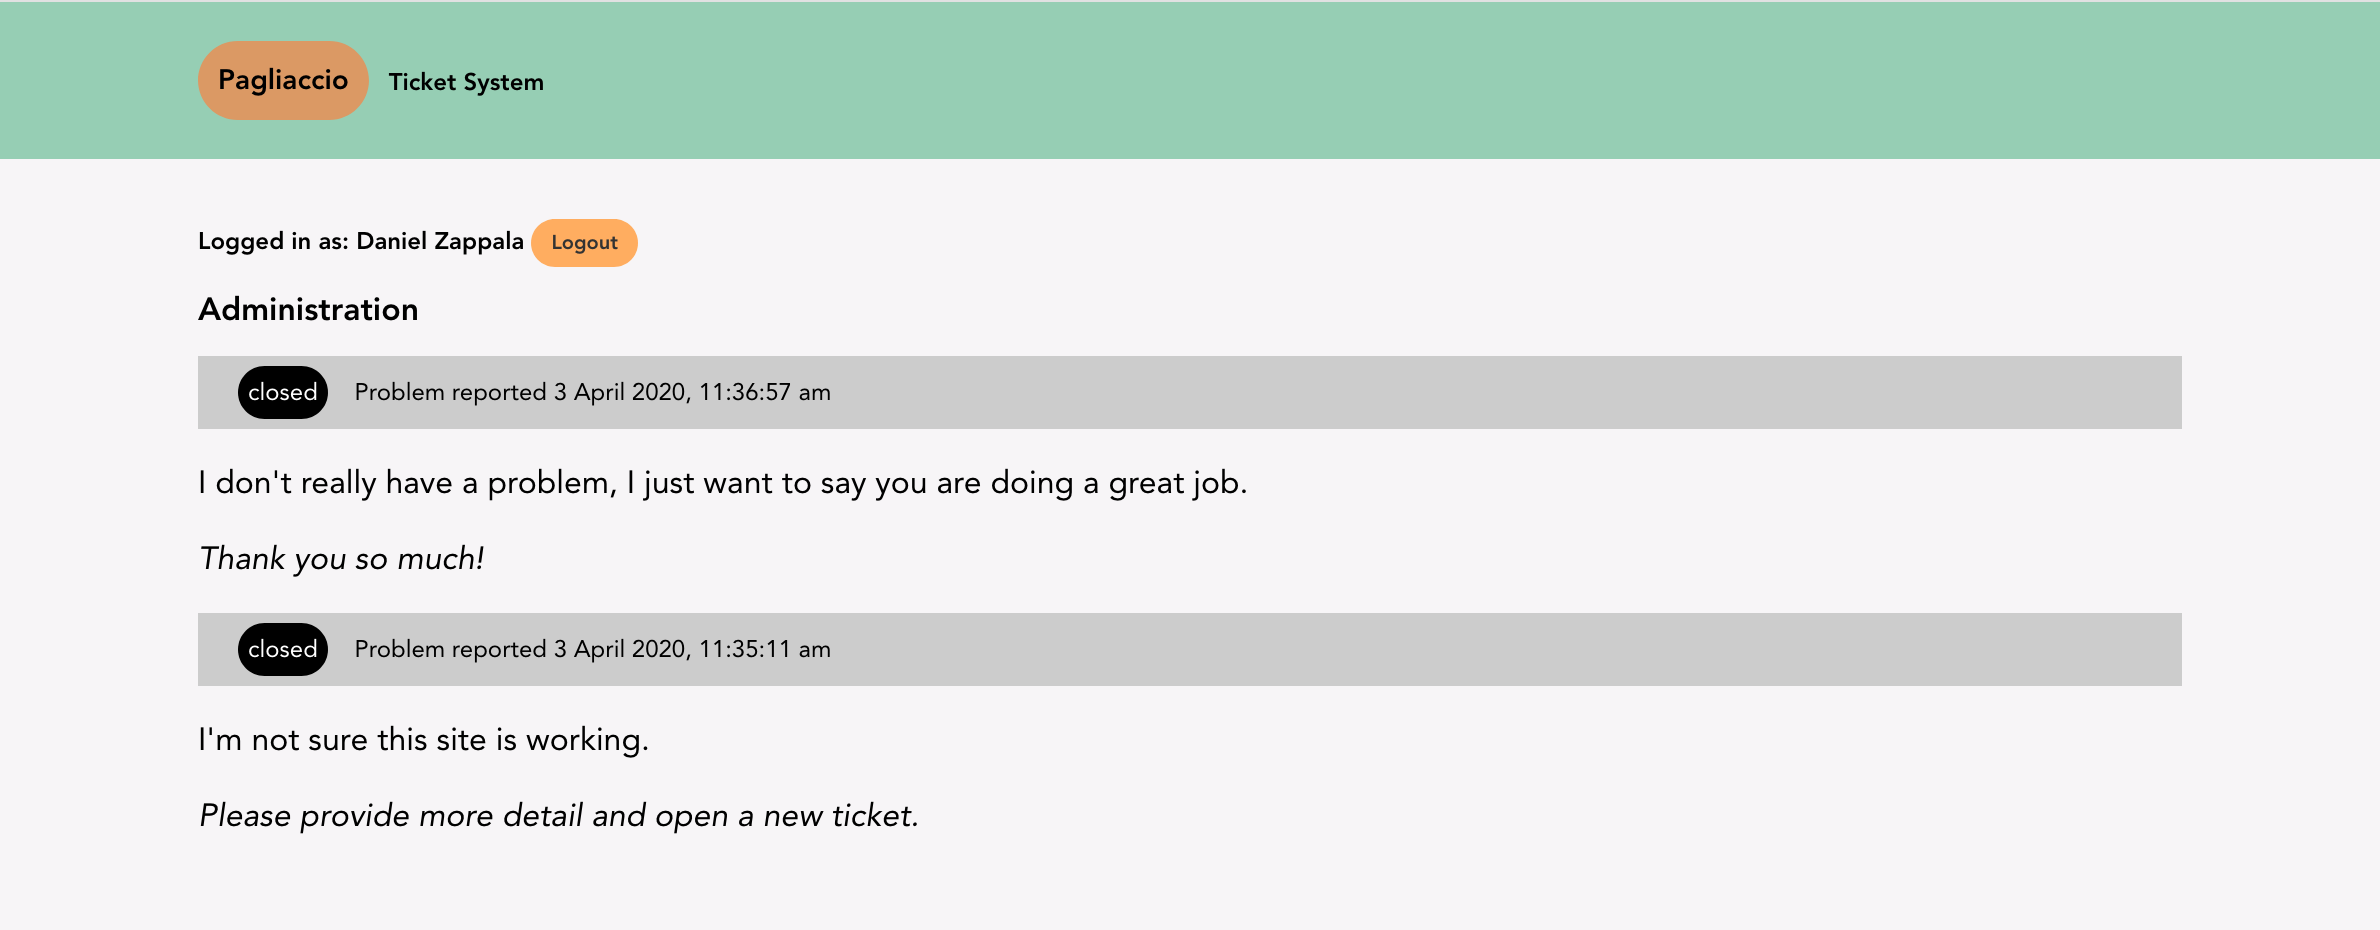 Pagliaccio Ticket System
Logged in as: Daniel Zappala Logout
Administration
closed Problem reported 3 April 2020, 11:36:57 am
I don't really have a problem, I just want to say you are doing a great job.
Thank you so much!
closed Problem reported 3 April 2020, 11:35:11 am
I'm not sure this site is working.
Please provide more detail and open a new ticket.